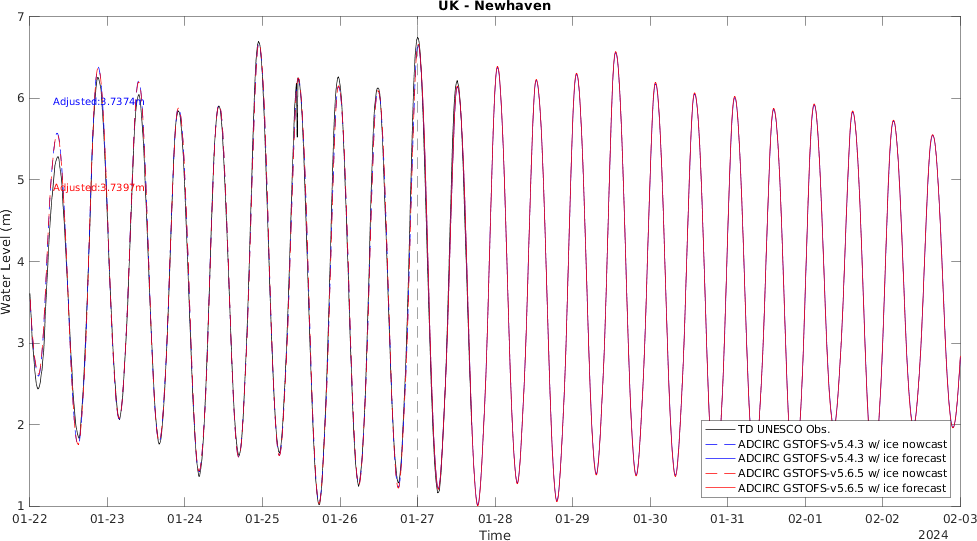 UK - Newhaven
7
6
5
4
3
2
1
Water Level (m)
Adjusted:3.7374m
Adjusted:3.7397m
TD UNESCO Obs.
ADCIRC GSTOFS-v5.4.3 w/ ice nowcast
ADCIRC GSTOFS-v5.4.3 w/ ice forecast
ADCIRC GSTOFS-v5.6.5 w/ ice nowcast
ADCIRC GSTOFS-v5.6.5 w/ ice forecast
01-22 01-23 01-24 01-25 01-26 01-27 01-28 01-29 01-30 01-31 02-01 02-02 02-03
Time
2024